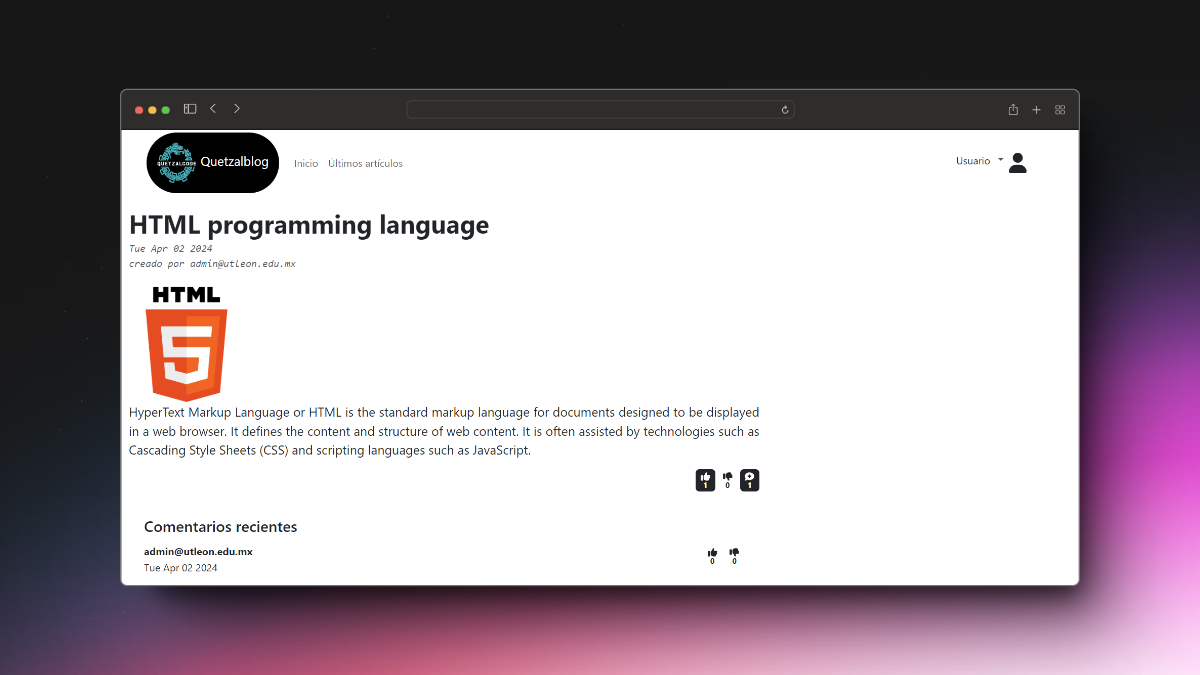 QUETZALCODE
Quetzalblog
Inicio
Últimos artículos
Usuario
HTML programming language
Tue Apr 02 2024
creado por admin@utleon.edu.mx
HTML
5
HyperText Markup Language or HTML is the standard markup language for documents designed to be displayed
in a web browser. It defines the content and structure of web content. It is often assisted by technologies such as
Cascading Style Sheets (CSS) and scripting languages such as JavaScript.
1 0 1
Comentarios recientes
admin@utleon.edu.mx
0 0
Tue Apr 02 2024